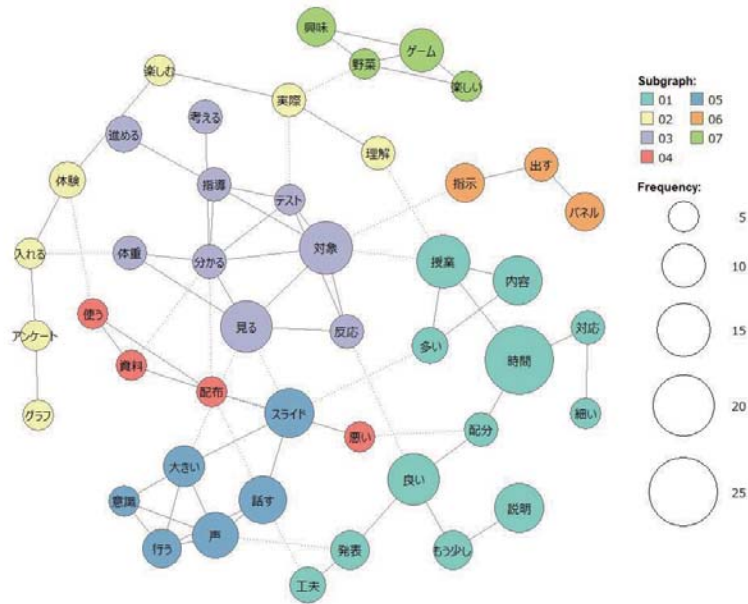 興味
ゲーム
野菜
楽しい
楽しむ
実際
考える
進める
理解
体験
指導
テスト
指示
出す
パネル
対象
入れる
体重
分かる
授業
内容
使う
見る
反応
アンケート
多い
時間
対応
資料
配布
グラフ
スライド
悪い
配分
細い
大きい
意識
話す
良い
説明
声
行う
発表
もう少し
工夫
Subgraph:
01 05
02 06
03 07
04
Frequency:
5
10
15
20
25